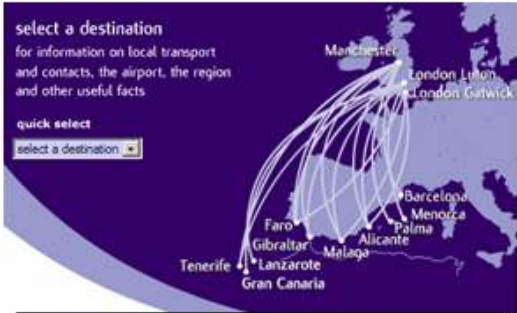 select a destination
for information on local transport
and contacts, the airport, the region
and other useful facts
quick select
select a destination
Manchester
London Luton
London Gatwick
Barcelona
Menorca
Palma
Alicante
Malaga
Faro
Gibraltar
Tenerife
Lanzarote
Gran Canaria